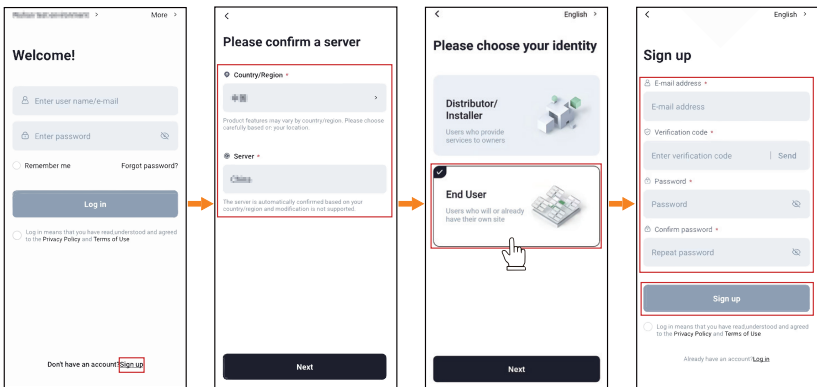 More >
Welcome!
Enter user name/e-mail
Enter password
Remember me
Forgot password?
Log in
Log in means that you have read,understood and agreed
to the Privacy Policy and Terms of Use
Don't have an account?Sign up
Please confirm a server
Country/Region *
Product features may vary by country/region. Please choose
carefully based on your location.
Server *
China
The server is automatically confirmed based on your
country/region and modification is not supported.
Next
English >
Please choose your identity
Distributor/
Installer
Users who provide
services to owners
End User
Users who will or already
have their own site
Next
English >
Sign up
E-mail address *
E-mail address
Verification code *
Enter verification code | Send
Password *
Password
Confirm password *
Repeat password
Sign up
Log in means that you have read,understood and agreed
to the Privacy Policy and Terms of Use
Already have an account?Log in